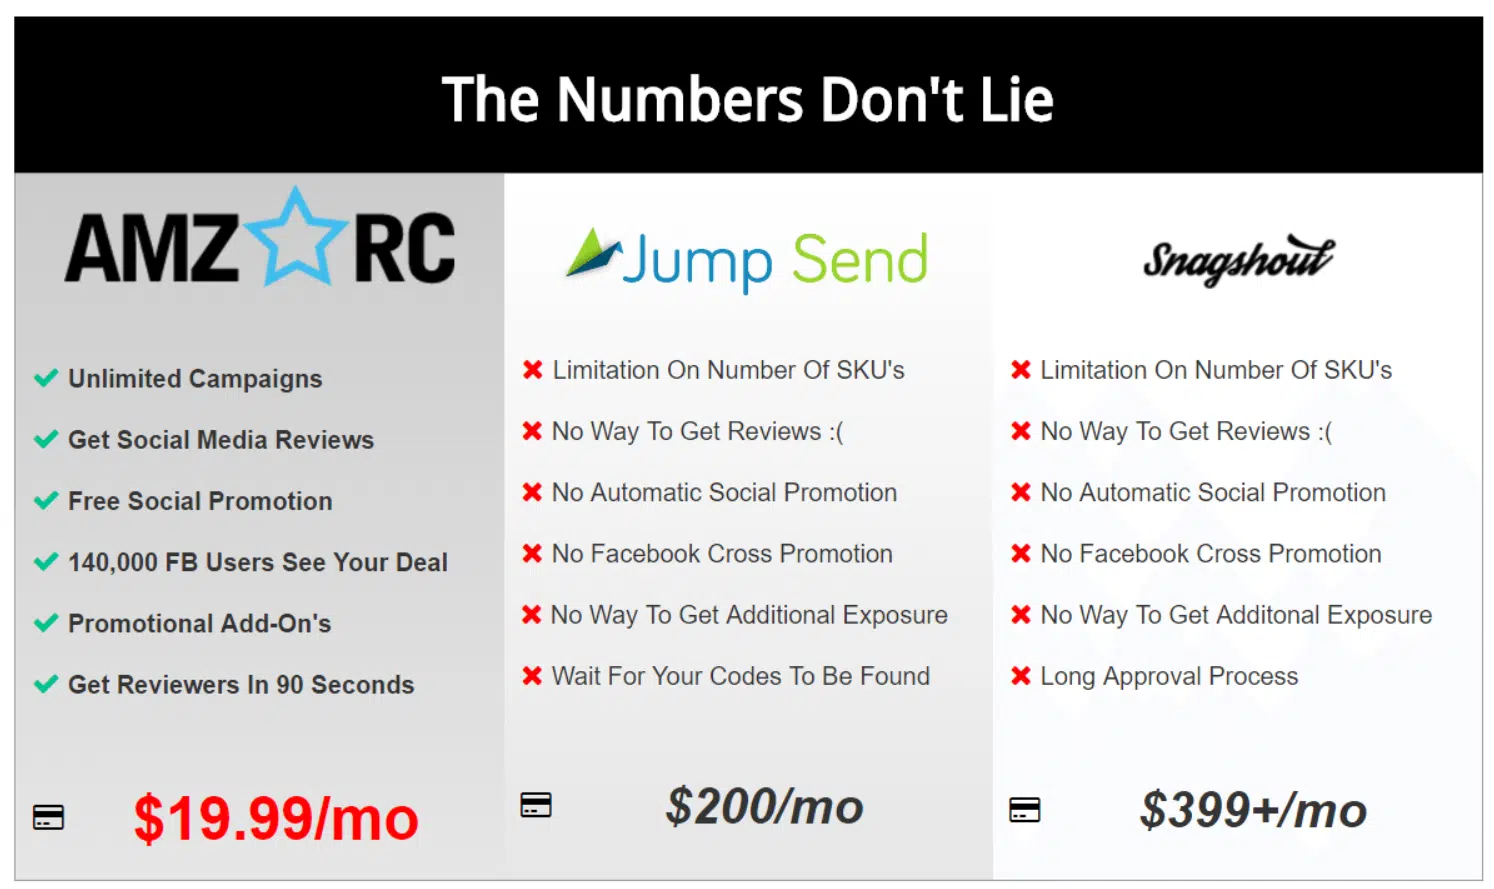 The Numbers Don't Lie
AMZ RC
Unlimited Campaigns
Get Social Media Reviews
Free Social Promotion
140,000 FB Users See Your Deal
Promotional Add-On's
Get Reviewers In 90 Seconds
$19.99/mo
Jump Send
Limitation On Number Of SKU's
No Way To Get Reviews :(
No Automatic Social Promotion
No Facebook Cross Promotion
No Way To Get Additional Exposure
Wait For Your Codes To Be Found
$200/mo
Snagshout
Limitation On Number Of SKU's
No Way To Get Reviews :(
No Automatic Social Promotion
No Facebook Cross Promotion
No Way To Get Additonal Exposure
Long Approval Process
$399+/mo